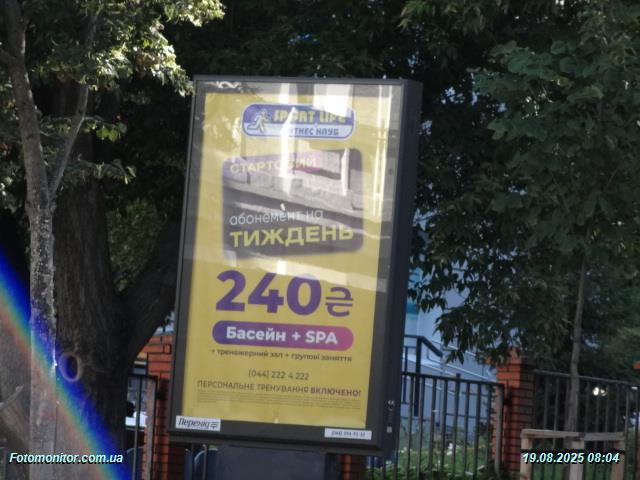 SPORT LIFE
ФІТНЕС КЛУБ
СТАРТОВИЙ
абонемент на
ТИЖДЕНЬ
240₴
Басейн + SPA
+ тренажерний зал + групові заняття
(044) 222 4 222
ПЕРСОНАЛЬНЕ ТРЕНУВАННЯ ВКЛЮЧЕНО!
Перехід
Fotomonitor.com.ua
19.08.2025 08:04